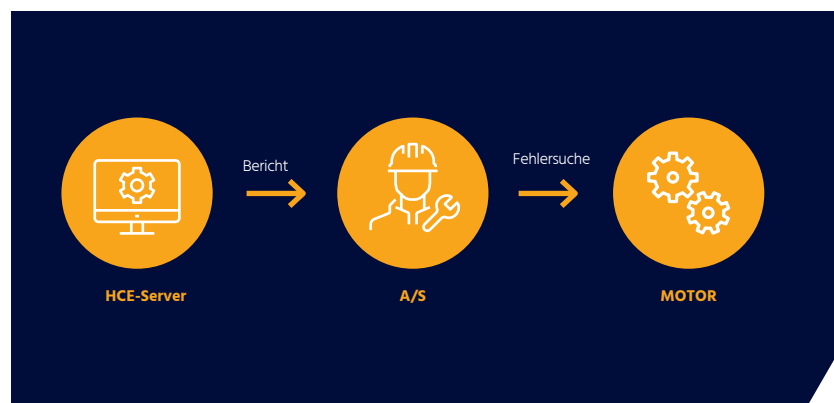 Bericht
Fehlersuche
HCE-Server
A/S
MOTOR